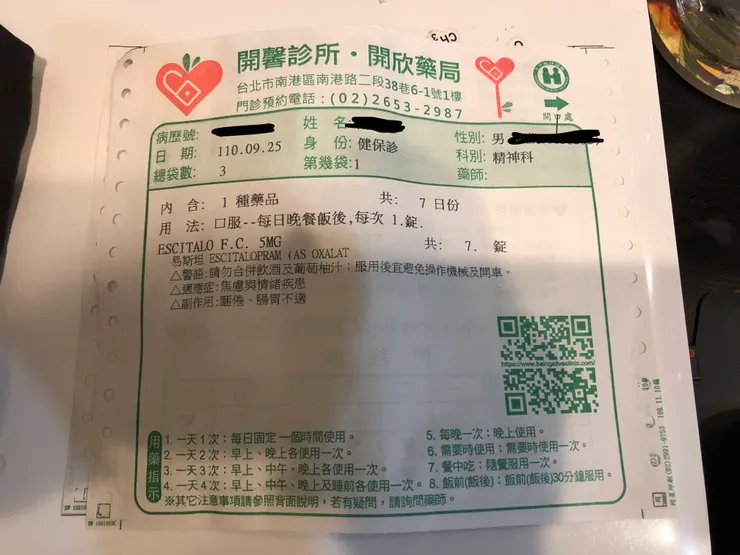 開馨診所・開欣藥局
台北市南港區南港路二段38巷6-1號1樓
門診預約電話：(02)2653-2987
病歷號:
姓 名
性別: 男
日 期: 110.09.25
身 份: 健保診
科別: 精神科
總袋數: 3
第幾袋:1
藥師:
內 含: 1 種藥品 共: 7 日份
用 法: 口服--每日晚餐飯後,每次 1.錠.
ESCITALO F.C. 5MG 共: 7. 錠
易斯坦 ESCITALOPRAM (AS OXALAT
△警語:請勿合併飲酒及葡萄柚汁；服用後宜避免操作機械及開車。
△適應症:焦慮與情緒疾患
△副作用:睏倦、腸胃不適
https://www.beingaliveclinic.com/
用藥指示
1. 一天1次：每日固定 一個時間使用。
2. 一天2次：早上、晚上各使用一次。
3. 一天3次：早上、中午、晚上各使用一次。
4. 一天4次：早上、中午、晚上及睡前各使用一次。
5. 每晚一次：晚上使用。
6. 需要時使用：需要時使用一次。
7. 餐中吃：隨餐服用一次。
8. 飯前(飯後)：飯前(飯後)30分鐘服用。
※其它注意事項請參照背面說明，若有疑問，請詢問藥師。